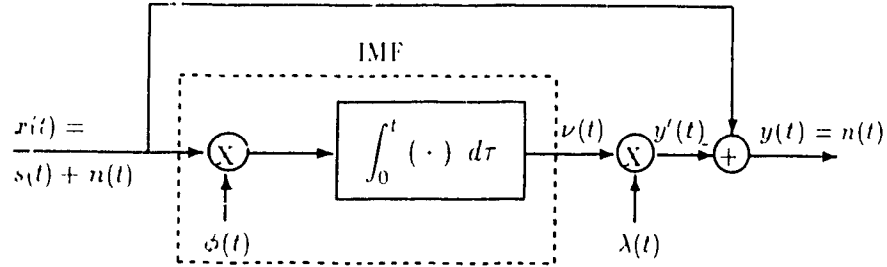 IMF
x(t) =
s(t) + n(t)
X
∫₀ᵗ ( · ) dτ
ν(t)
X
y'(t)
-
+
y(t) = n(t)
ϕ(t)
λ(t)